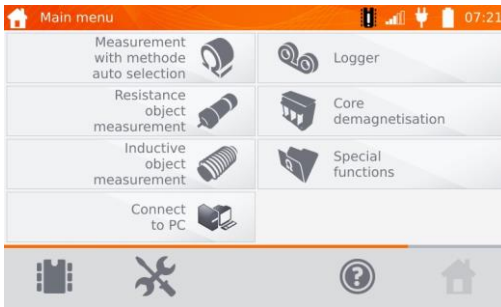 Main menu
07:21
Measurement
with methode
auto selection
Logger
Resistance
object
measurement
Core
demagnetisation
Inductive
object
measurement
Special
functions
Connect
to PC